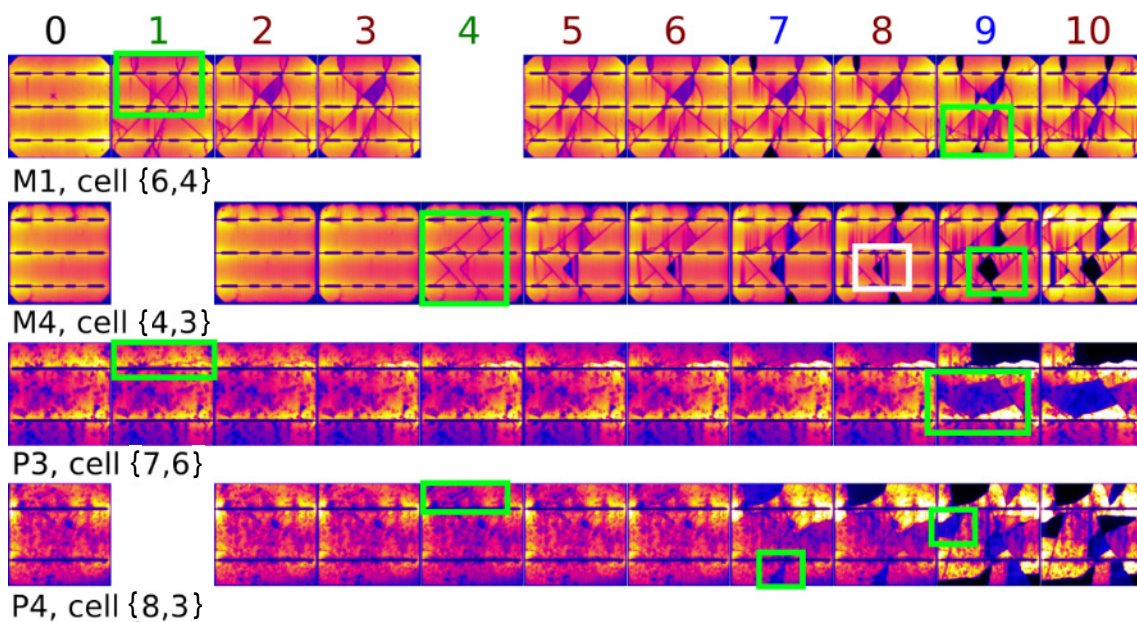 0 1 2 3 4 5 6 7 8 9 10
M1, cell {6,4}
M4, cell {4,3}
P3, cell {7,6}
P4, cell {8,3}